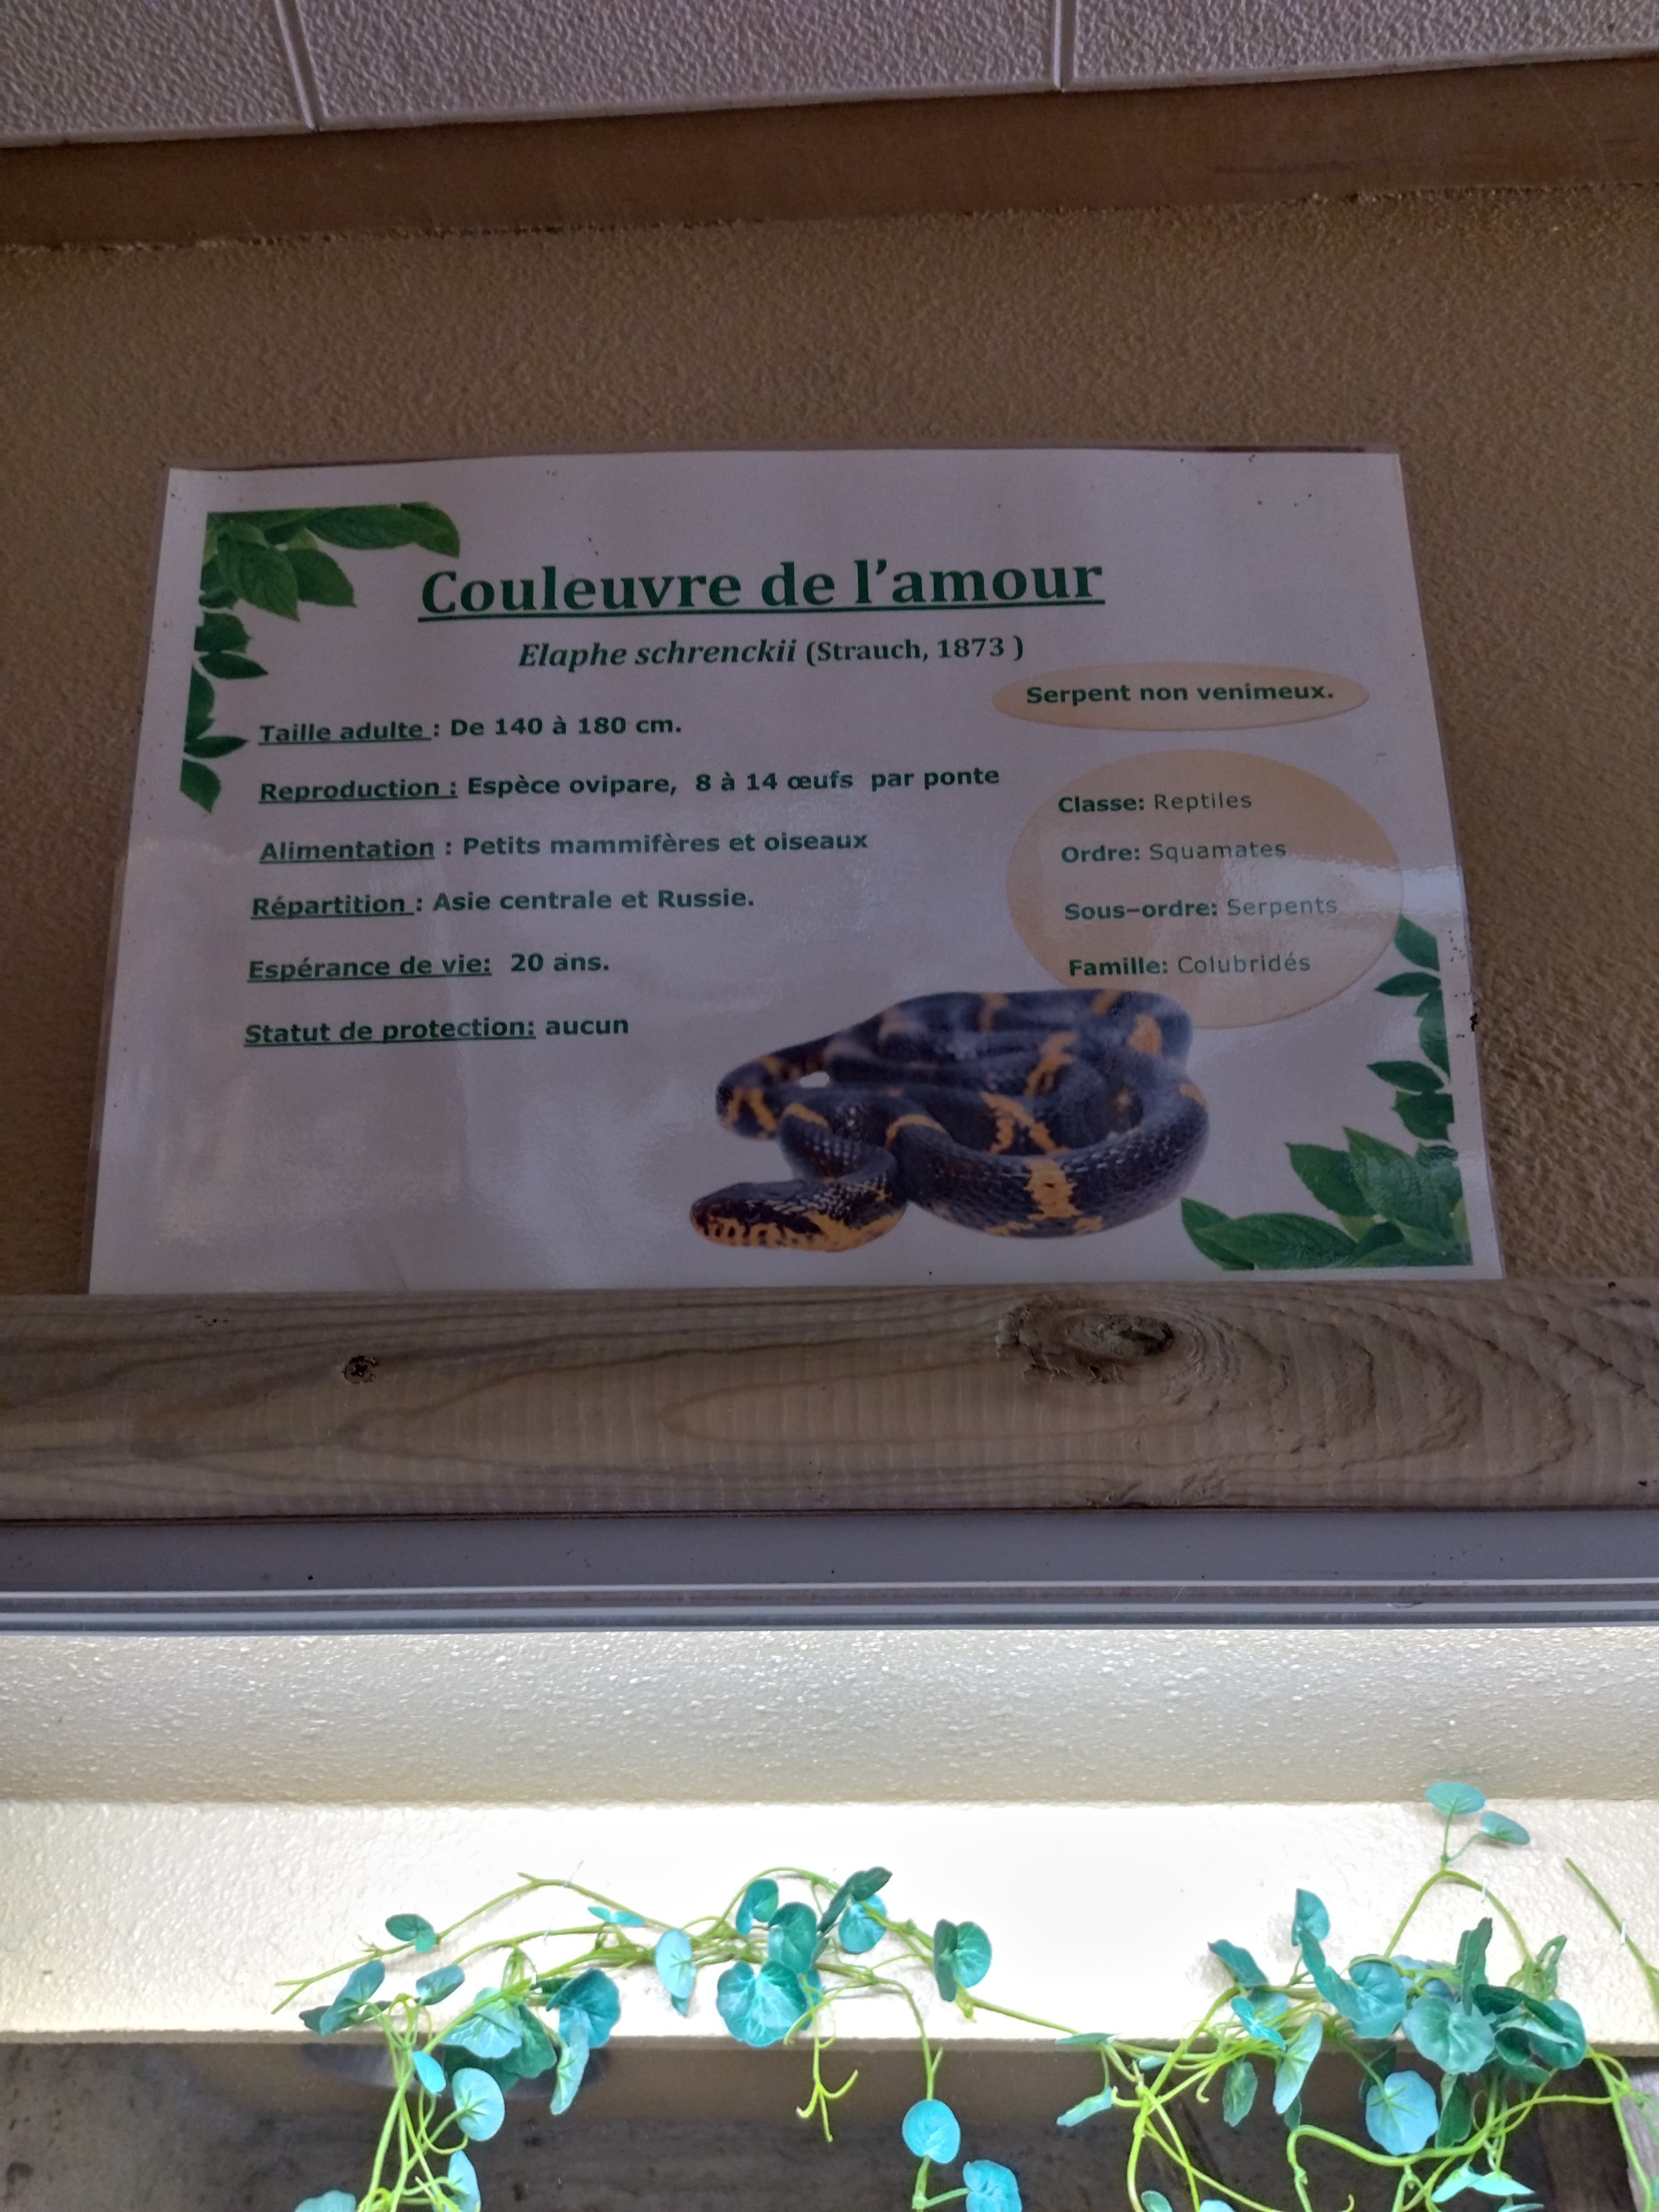 Couleuvre de l’amour
Elaphe schrenckii (Strauch, 1873 )
Serpent non venimeux.
Taille adulte : De 140 à 180 cm.
Reproduction : Espèce ovipare, 8 à 14 œufs par ponte
Alimentation : Petits mammifères et oiseaux
Répartition : Asie centrale et Russie.
Espérance de vie: 20 ans.
Statut de protection: aucun
Classe: Reptiles
Ordre: Squamates
Sous–ordre: Serpents
Famille: Colubridés